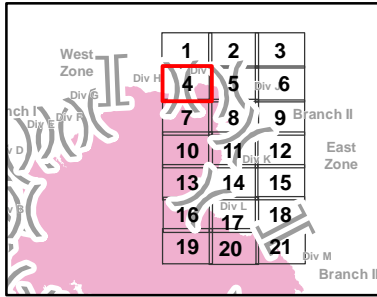 1 2 3
West
Zone
Div H
Div
4 5 Div J 6
Div G
nch I
Div E
Div F
7 8 9 Branch II
Div D
10 11 12 East
Div K
Zone
13 14 15
Div B
Div L
16 17 18
19 20 21 Div M
Branch II